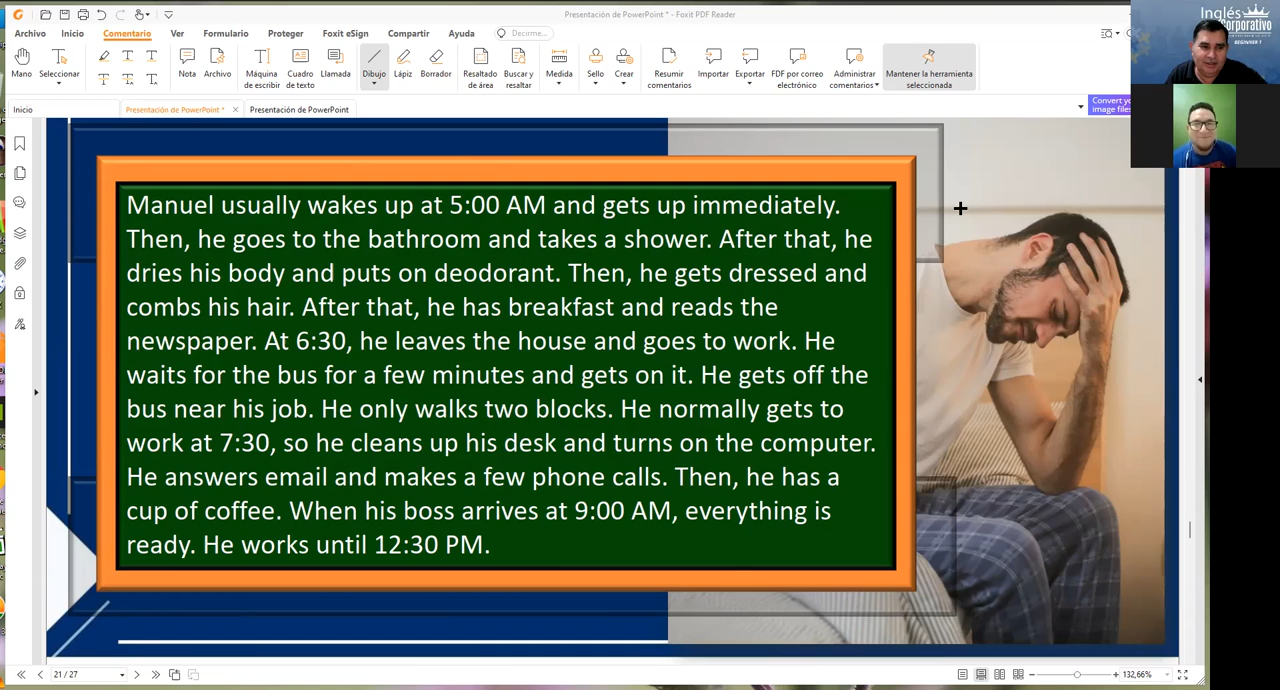 Presentación de PowerPoint * - Foxit PDF Reader
Archivo Inicio Comentario Ver Formulario Proteger Foxit eSign Compartir Ayuda Decirme...
Mano Seleccionar Nota Archivo Máquina de escribir Cuadro de texto Llamada Dibujo Lápiz Borrador Resaltado de área Buscar y resaltar Medida Sello Crear Resumir comentarios Importar Exportar FDF por correo electrónico Administrar comentarios Mantener la herramienta seleccionada
Inicio Presentación de PowerPoint * Presentación de PowerPoint
Convert yo
image files
Inglés
Corporativo
BEGINNER 1
Manuel usually wakes up at 5:00 AM and gets up immediately.
Then, he goes to the bathroom and takes a shower. After that, he
dries his body and puts on deodorant. Then, he gets dressed and
combs his hair. After that, he has breakfast and reads the
newspaper. At 6:30, he leaves the house and goes to work. He
waits for the bus for a few minutes and gets on it. He gets off the
bus near his job. He only walks two blocks. He normally gets to
work at 7:30, so he cleans up his desk and turns on the computer.
He answers email and makes a few phone calls. Then, he has a
cup of coffee. When his boss arrives at 9:00 AM, everything is
ready. He works until 12:30 PM.
21 / 27
132,66%